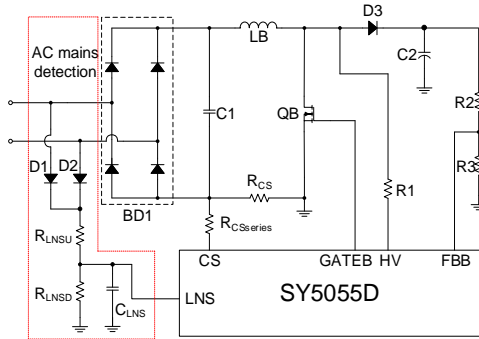 AC mains
detection
D3
LB
C2
C1
QB
R2
D1
D2
R3
RCS
R1
BD1
RCSseries
RLNSU
CS
GATEB
HV
FBB
RLNSD
CLNS
LNS
SY5055D